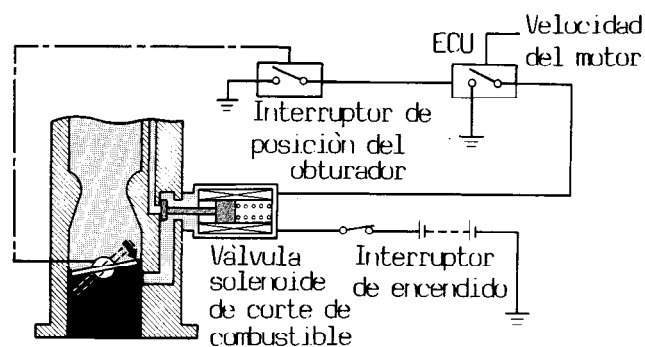 Velocidad
del motor
ECU
Interruptor de
posiciòn del
obturador
Vàlvula
solenoide
de corte de
combustible
Interruptor
de encendido